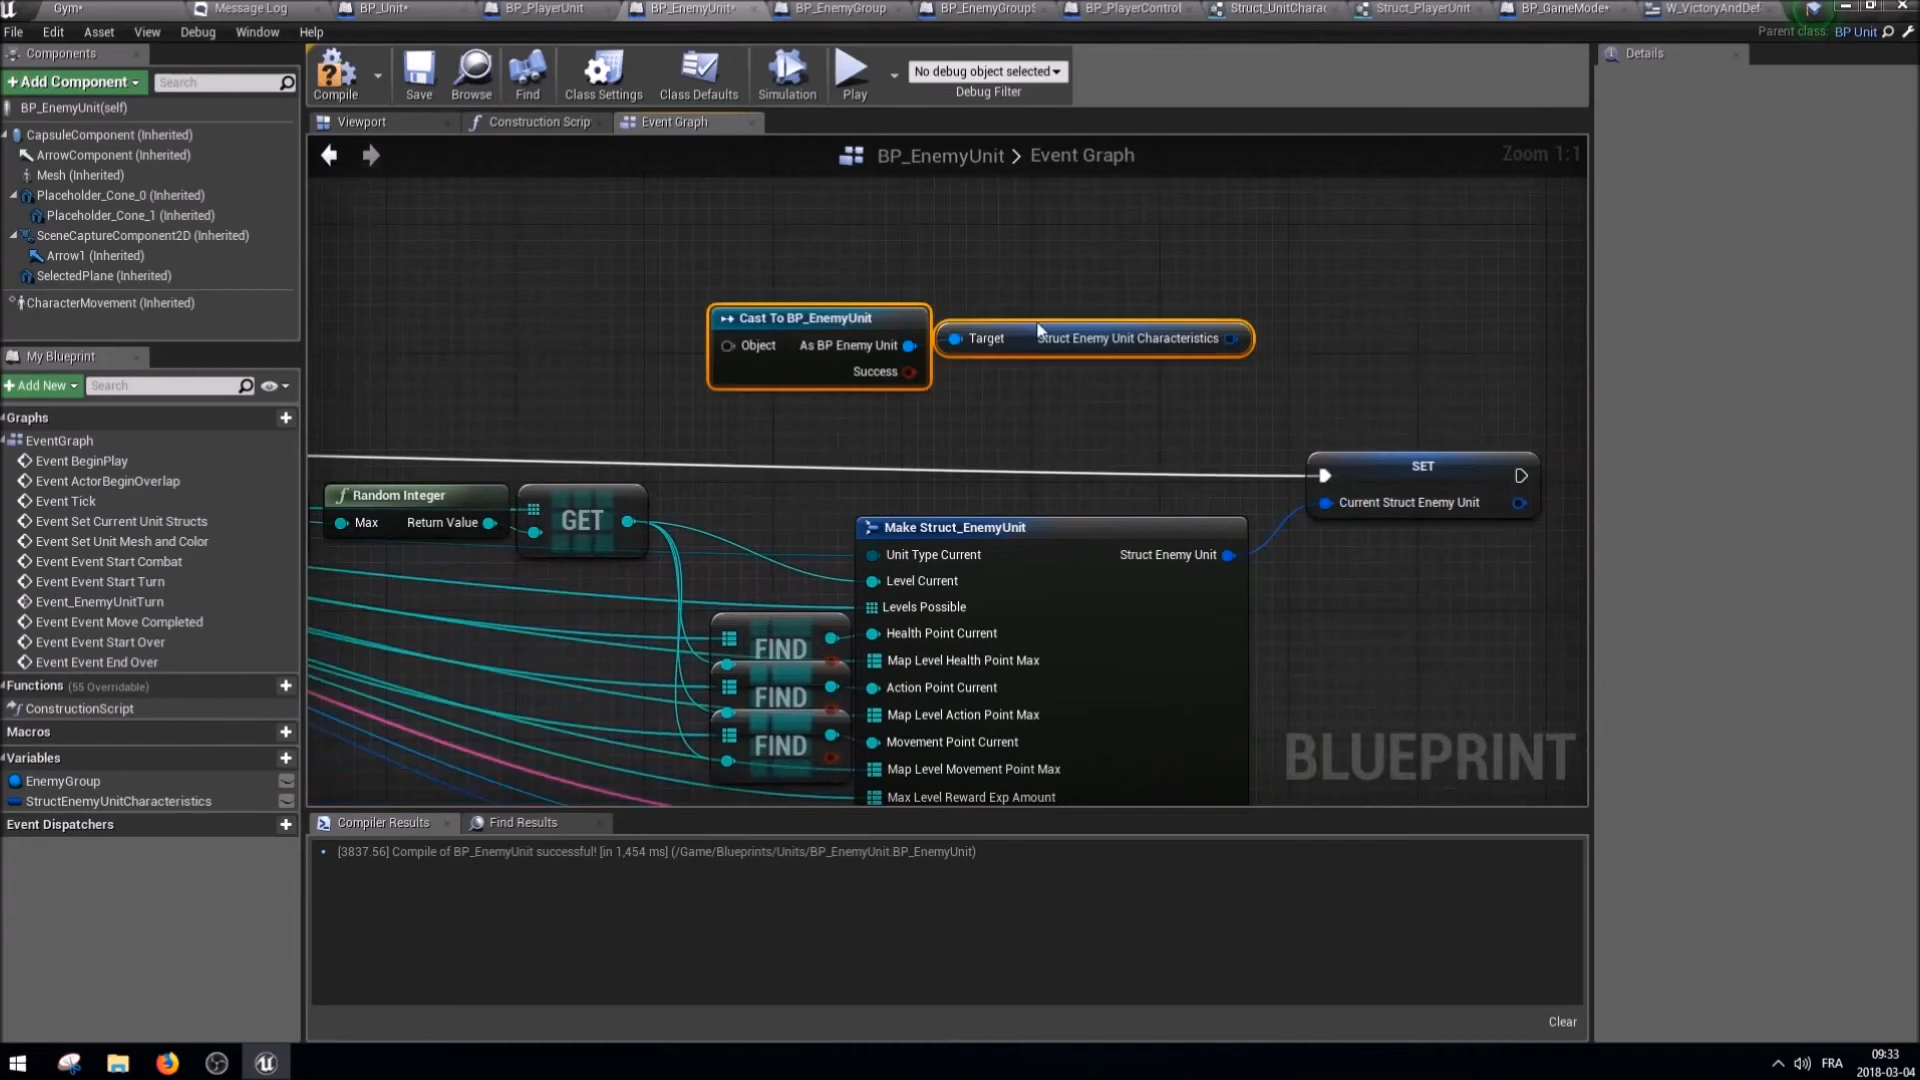 Gym*
Message Log
BP_Unit*
BP_PlayerUnit
BP_EnemyUnit*
BP_EnemyGroup
BP_EnemyGroupS
BP_PlayerControl
Struct_UnitCharac
Struct_PlayerUnit
BP_GameMode*
W_VictoryAndDef
File Edit Asset View Debug Window Help
Parent class: BP Unit
Components
Details
+Add Component
Search
Compile
Save
Browse
Find
Class Settings
Class Defaults
Simulation
Play
No debug object selected
Debug Filter
BP_EnemyUnit(self)
CapsuleComponent (Inherited)
ArrowComponent (Inherited)
Mesh (Inherited)
Placeholder_Cone_0 (Inherited)
Placeholder_Cone_1 (Inherited)
SceneCaptureComponent2D (Inherited)
Arrow1 (Inherited)
SelectedPlane (Inherited)
CharacterMovement (Inherited)
Viewport
Construction Scrip
Event Graph
BP_EnemyUnit > Event Graph
Zoom 1:1
My Blueprint
+Add New
Search
Graphs
EventGraph
Event BeginPlay
Event ActorBeginOverlap
Event Tick
Event Set Current Unit Structs
Event Set Unit Mesh and Color
Event Event Start Combat
Event Event Start Turn
Event_EnemyUnitTurn
Event Event Move Completed
Event Event Start Over
Event Event End Over
Functions (55 Overridable)
ConstructionScript
Macros
Variables
EnemyGroup
StructEnemyUnitCharacteristics
Event Dispatchers
Cast To BP_EnemyUnit
Object
As BP Enemy Unit
Success
Target
Struct Enemy Unit Characteristics
SET
Current Struct Enemy Unit
Random Integer
Max
Return Value
GET
Make Struct_EnemyUnit
Unit Type Current
Struct Enemy Unit
Level Current
Levels Possible
Health Point Current
Map Level Health Point Max
Action Point Current
Map Level Action Point Max
Movement Point Current
Map Level Movement Point Max
Max Level Reward Exp Amount
FIND
FIND
FIND
BLUEPRINT
Compiler Results
Find Results
[3837.56] Compile of BP_EnemyUnit successful! [in 1,454 ms] (/Game/Blueprints/Units/BP_EnemyUnit.BP_EnemyUnit)
Clear
FRA
09:33
2018-03-04